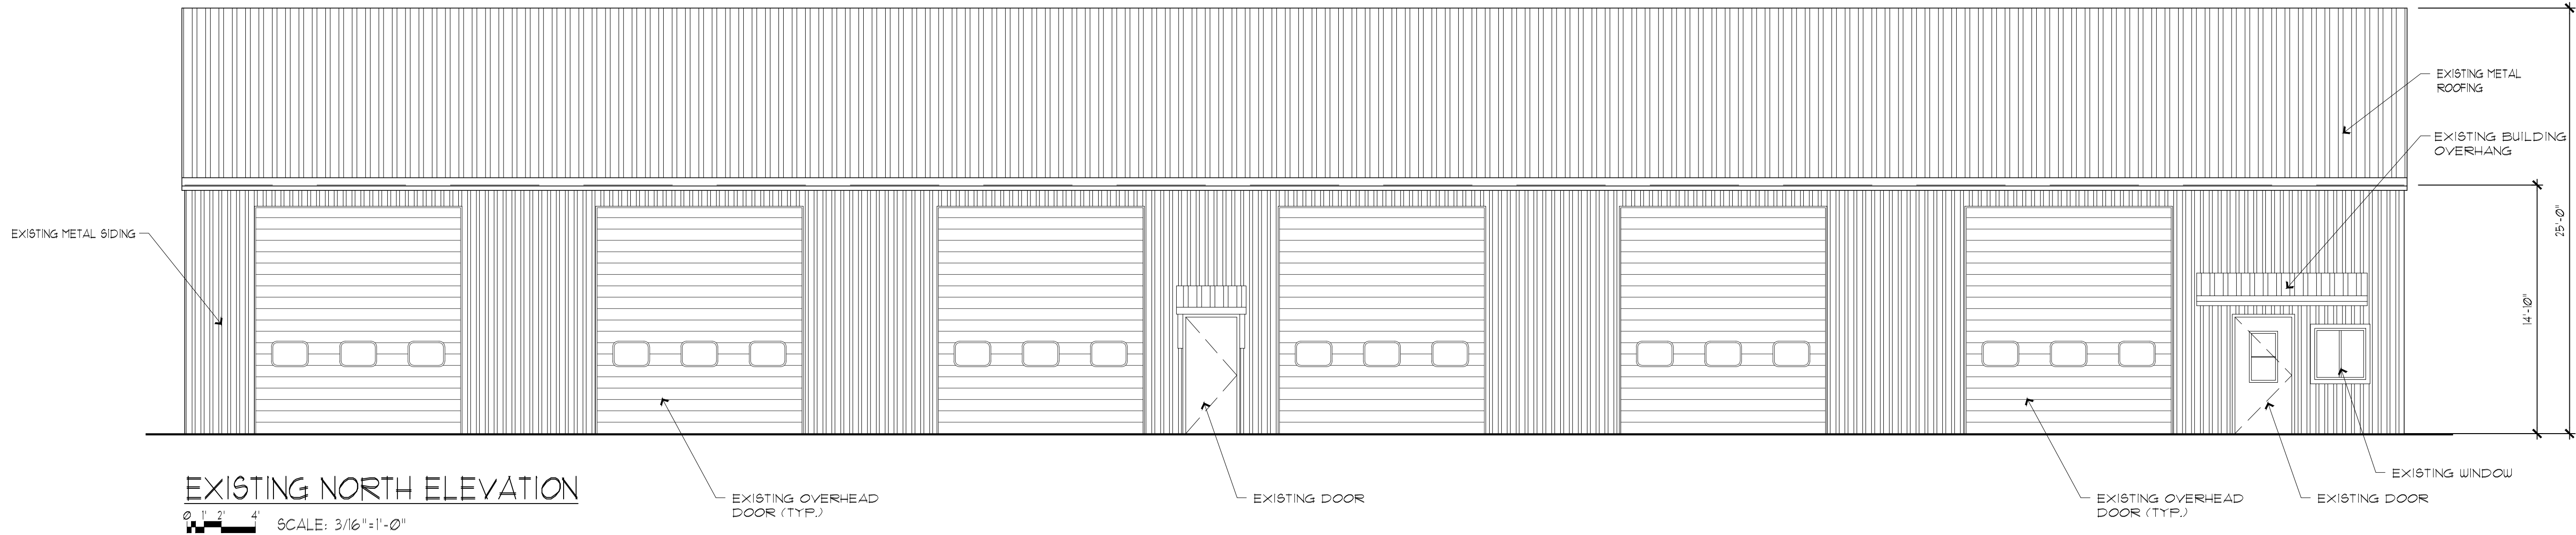 EXISTING METAL
ROOFING
EXISTING BUILDING
OVERHANG
EXISTING METAL SIDING
25'-0"
14'-10"
EXISTING WINDOW
EXISTING OVERHEAD
DOOR (TYP.)
EXISTING DOOR
EXISTING OVERHEAD
DOOR (TYP.)
EXISTING DOOR
EXISTING NORTH ELEVATION
0 1' 2' 4'
SCALE: 3/16"=1'-0"